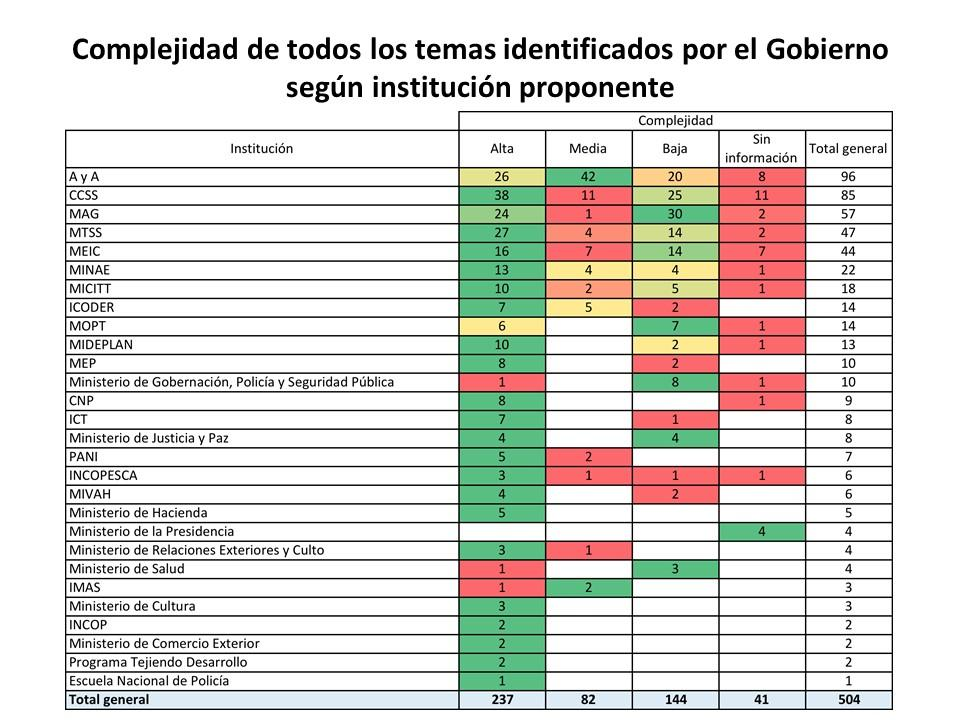 Complejidad de todos los temas identificados por el Gobierno
según institución proponente
Complejidad
Institución Alta Media Baja Sin información Total general
A y A 26 42 20 8 96
CCSS 38 11 25 11 85
MAG 24 1 30 2 57
MTSS 27 4 14 2 47
MEIC 16 7 14 7 44
MINAE 13 4 4 1 22
MICITT 10 2 5 1 18
ICODER 7 5 2 14
MOPT 6 7 1 14
MIDEPLAN 10 2 1 13
MEP 8 2 10
Ministerio de Gobernación, Policía y Seguridad Pública 1 8 1 10
CNP 8 1 9
ICT 7 1 8
Ministerio de Justicia y Paz 4 4 8
PANI 5 2 7
INCOPESCA 3 1 1 1 6
MIVAH 4 2 6
Ministerio de Hacienda 5 5
Ministerio de la Presidencia 4 4
Ministerio de Relaciones Exteriores y Culto 3 1 4
Ministerio de Salud 1 3 4
IMAS 1 2 3
Ministerio de Cultura 3 3
INCOP 2 2
Ministerio de Comercio Exterior 2 2
Programa Tejiendo Desarrollo 2 2
Escuela Nacional de Policía 1 1
Total general 237 82 144 41 504